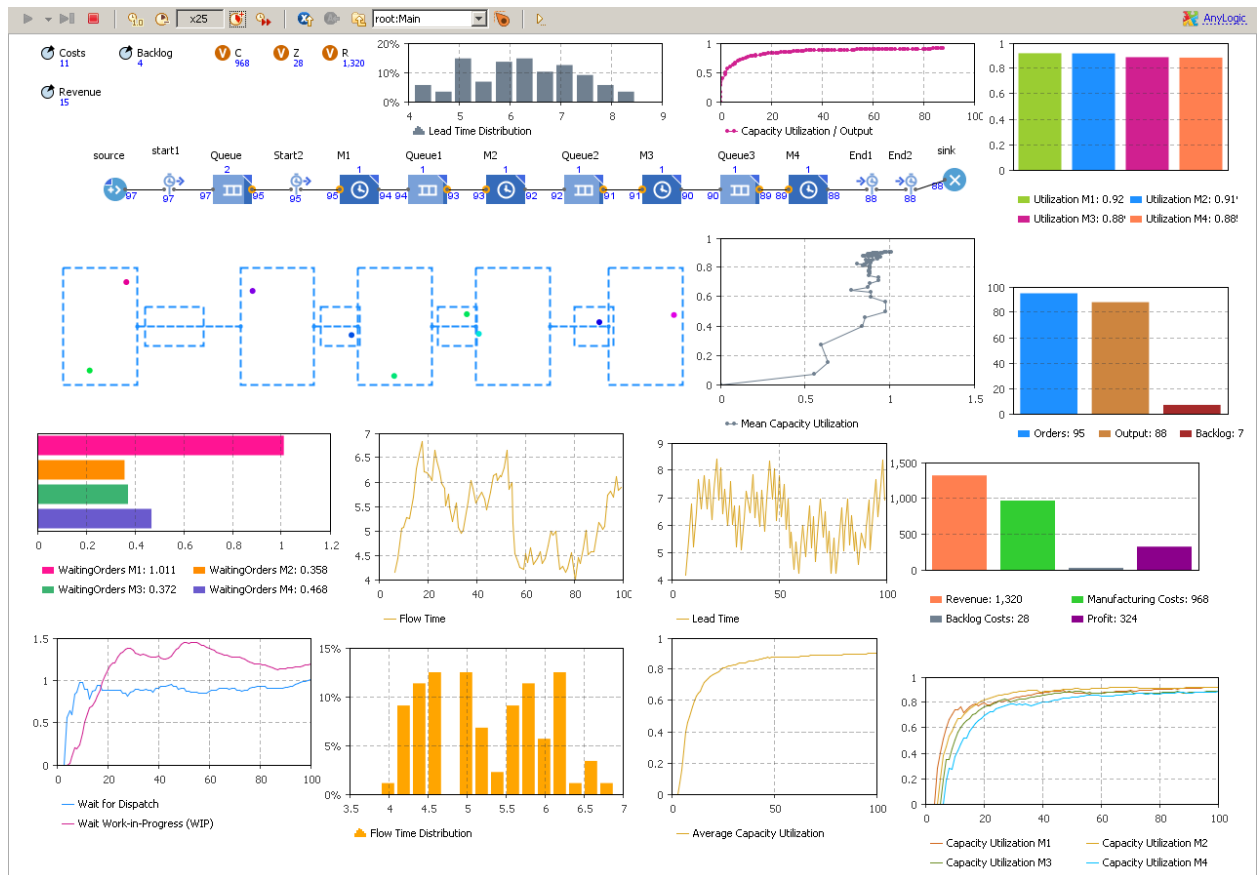 x25 root:Main AnyLogic
Costs Backlog C Z R
11 4 968 28 1,320
Revenue
15
20%
10%
0%
4 5 6 7 8 9
Lead Time Distribution
1
0.5
0
0 20 40 60 80 100
Capacity Utilization / Output
1
0.8
0.6
0.4
0.2
0
Utilization M1: 0.92 Utilization M2: 0.91
Utilization M3: 0.88 Utilization M4: 0.88
source start1 Queue Start2 M1 Queue1 M2 Queue2 M3 Queue3 M4 End1 End2 sink
2 1 1 1 1 1 1 1
97 97 97 95 95 95 94 94 93 93 92 92 91 91 90 90 89 89 88 88 88 88
1
0.8
0.6
0.4
0.2
0
0 0.5 1 1.5
Mean Capacity Utilization
100
80
60
40
20
0
Orders: 95 Output: 88 Backlog: 7
0 0.2 0.4 0.6 0.8 1 1.2
WaitingOrders M1: 1.011 WaitingOrders M2: 0.358
WaitingOrders M3: 0.372 WaitingOrders M4: 0.468
7
6.5
6
5.5
5
4.5
4
0 20 40 60 80 100
Flow Time
9
8
7
6
5
4
0 50 100
Lead Time
1,500
1,000
500
0
Revenue: 1,320 Manufacturing Costs: 968
Backlog Costs: 28 Profit: 324
1.5
1
0.5
0
0 20 40 60 80 100
Wait for Dispatch
Wait Work-in-Progress (WIP)
15%
10%
5%
0%
3.5 4 4.5 5 5.5 6 6.5 7
Flow Time Distribution
1
0.8
0.6
0.4
0.2
0
0 50 100
Average Capacity Utilization
1
0.8
0.6
0.4
0.2
0
0 20 40 60 80 100
Capacity Utilization M1 Capacity Utilization M2
Capacity Utilization M3 Capacity Utilization M4